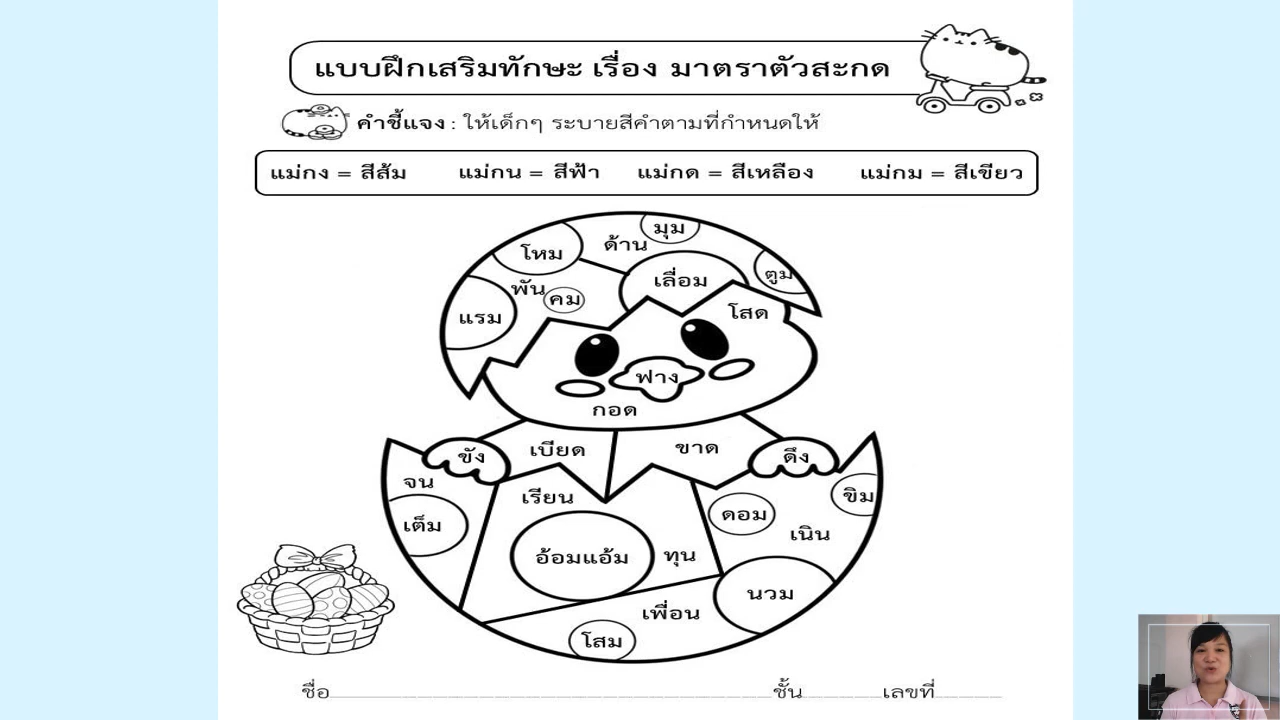 แบบฝึกเสริมทักษะ เรื่อง มาตราตัวสะกด
คำชี้แจง : ให้เด็กๆ ระบายสีคำตามที่กำหนดให้
แม่กง = สีส้ม แม่กน = สีฟ้า แม่กด = สีเหลือง แม่กม = สีเขียว
มุม
ด้าน
โหม
ตูม
เลื่อม
พัน
คม
โสด
แรม
ฟาง
กอด
ขัง
เบียด
ขาด
ดึง
จน
เรียน
ขิม
ดอม
เต็ม
เนิน
อ้อมแอ้ม
ทุน
นวม
เพื่อน
โสม
ชื่อ ชั้น เลขที่